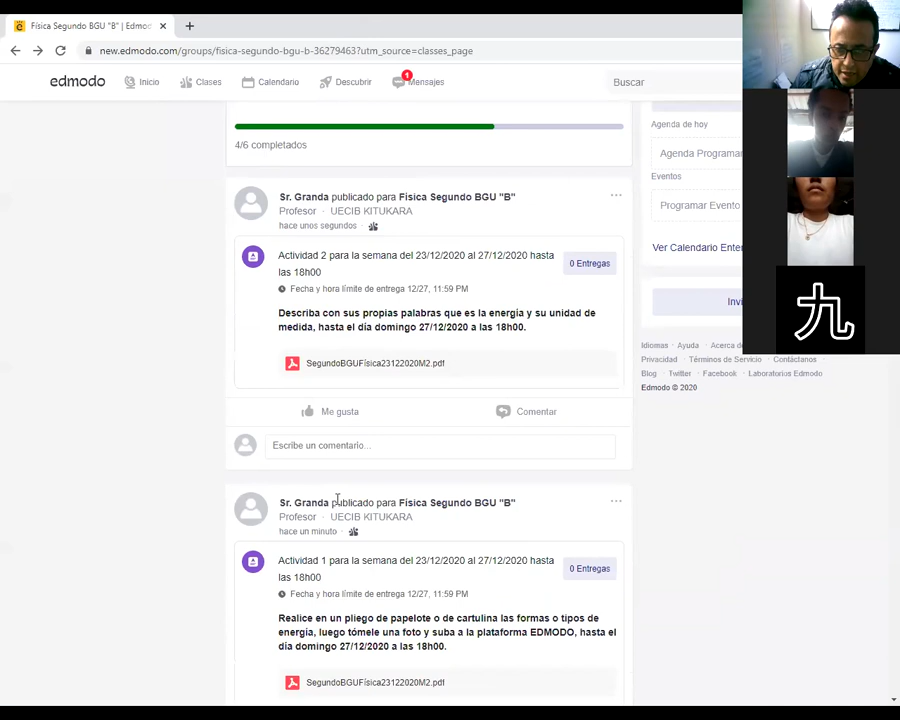 Física Segundo BGU "B" | Edmod
new.edmodo.com/groups/fisica-segundo-bgu-b-36279463?utm_source=classes_page
edmodo
Inicio
Clases
Calendario
Descubrir
1
Mensajes
Buscar
4/6 completados
Sr. Granda publicado para Física Segundo BGU "B"
Profesor · UECIB KITUKARA
hace unos segundos
Actividad 2 para la semana del 23/12/2020 al 27/12/2020 hasta
las 18h00
0 Entregas
Fecha y hora límite de entrega 12/27, 11:59 PM
Describa con sus propias palabras que es la energía y su unidad de
medida, hasta el día domingo 27/12/2020 a las 18h00.
SegundoBGUFísica23122020M2.pdf
Me gusta
Comentar
Escribe un comentario...
Sr. Granda publicado para Física Segundo BGU "B"
Profesor · UECIB KITUKARA
hace un minuto
Actividad 1 para la semana del 23/12/2020 al 27/12/2020 hasta
las 18h00
0 Entregas
Fecha y hora límite de entrega 12/27, 11:59 PM
Realice en un pliego de papelote o de cartulina las formas o tipos de
energía, luego tómele una foto y suba a la plataforma EDMODO, hasta el
día domingo 27/12/2020 a las 18h00.
SegundoBGUFísica23122020M2.pdf
Agenda de hoy
Agenda Programar
Eventos
Programar Evento
Ver Calendario Enter
Invi
Idiomas · Ayuda · Acerca de
Privacidad · Términos de Servicio · Contáctanos
Blog · Twitter · Facebook · Laboratorios Edmodo
Edmodo © 2020
九